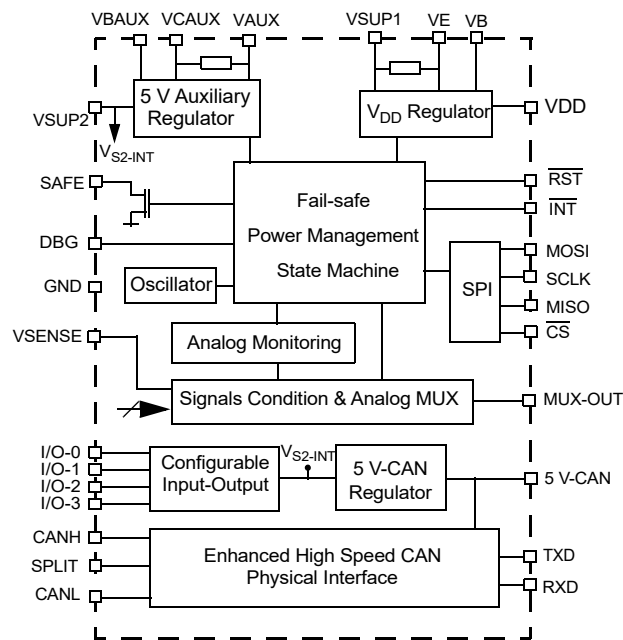 VBAUX VCAUX VAUX VSUP1 VE VB
5 V Auxiliary
Regulator
VDD Regulator
VDD
VSUP2
VS2-INT
SAFE
Fail-safe
Power Management
State Machine
RST
INT
DBG
GND
Oscillator
SPI
MOSI
SCLK
MISO
CS
VSENSE
Analog Monitoring
Signals Condition & Analog MUX
MUX-OUT
I/O-0
I/O-1
I/O-2
I/O-3
Configurable
Input-Output
VS2-INT
5 V-CAN
Regulator
5 V-CAN
CANH
SPLIT
CANL
Enhanced High Speed CAN
Physical Interface
TXD
RXD